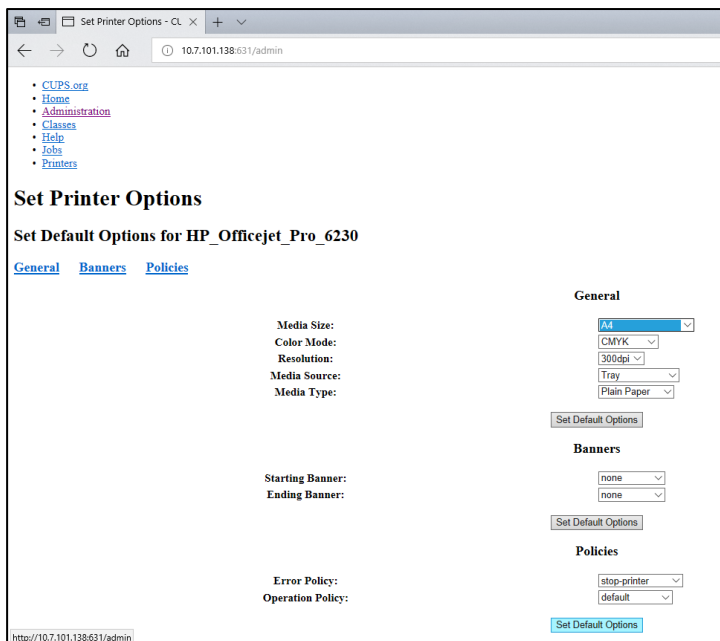 Set Printer Options - CU
10.7.101.138:631/admin
CUPS.org
Home
Administration
Classes
Help
Jobs
Printers
Set Printer Options
Set Default Options for HP_Officejet_Pro_6230
General Banners Policies
General
Media Size: A4
Color Mode: CMYK
Resolution: 300dpi
Media Source: Tray
Media Type: Plain Paper
Set Default Options
Banners
Starting Banner: none
Ending Banner: none
Set Default Options
Policies
Error Policy: stop-printer
Operation Policy: default
Set Default Options
http://10.7.101.138:631/admin